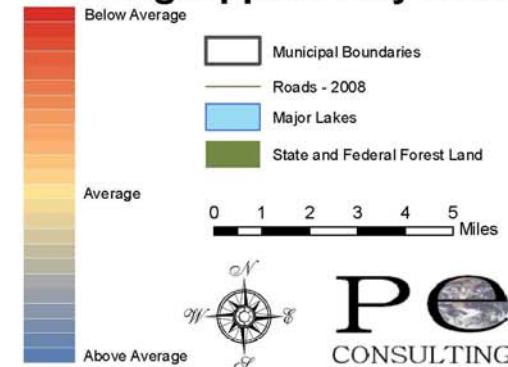 Below Average
Municipal Boundaries
Roads - 2008
Major Lakes
State and Federal Forest Land
Average
0 1 2 3 4 5
Miles
N
W E
S
Above Average
Pe
CONSULTING